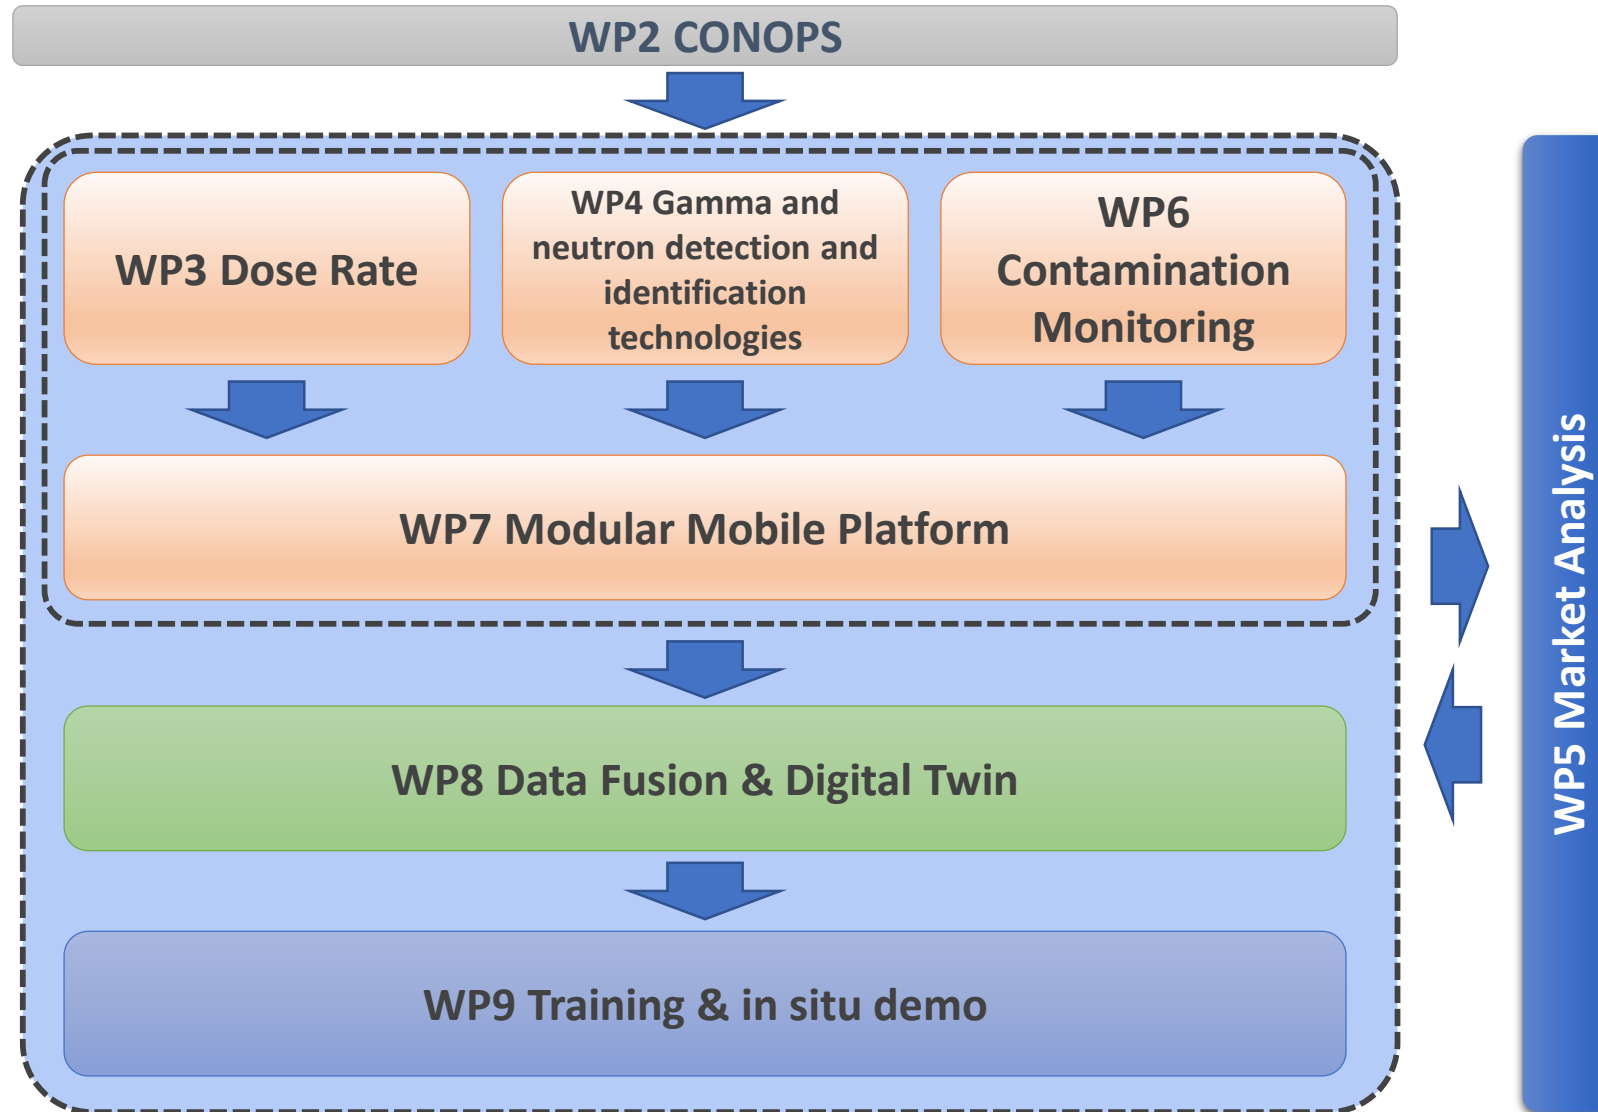 WP2 CONOPS
WP3 Dose Rate
WP4 Gamma and
neutron detection and
identification
technologies
WP6
Contamination
Monitoring
WP7 Modular Mobile Platform
WP8 Data Fusion & Digital Twin
WP9 Training & in situ demo
WP5 Market Analysis